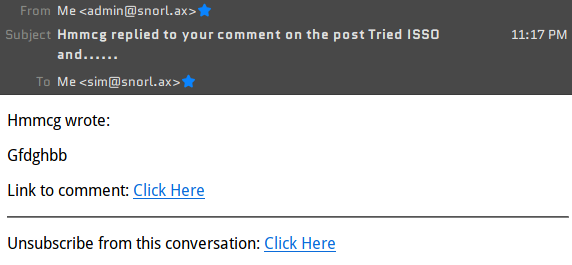 From Me <admin@snorl.ax>
Subject Hmmcg replied to your comment on the post Tried ISSO 11:17 PM
and......
To Me <sim@snorl.ax>
Hmmcg wrote:
Gfdghbb
Link to comment: Click Here
Unsubscribe from this conversation: Click Here